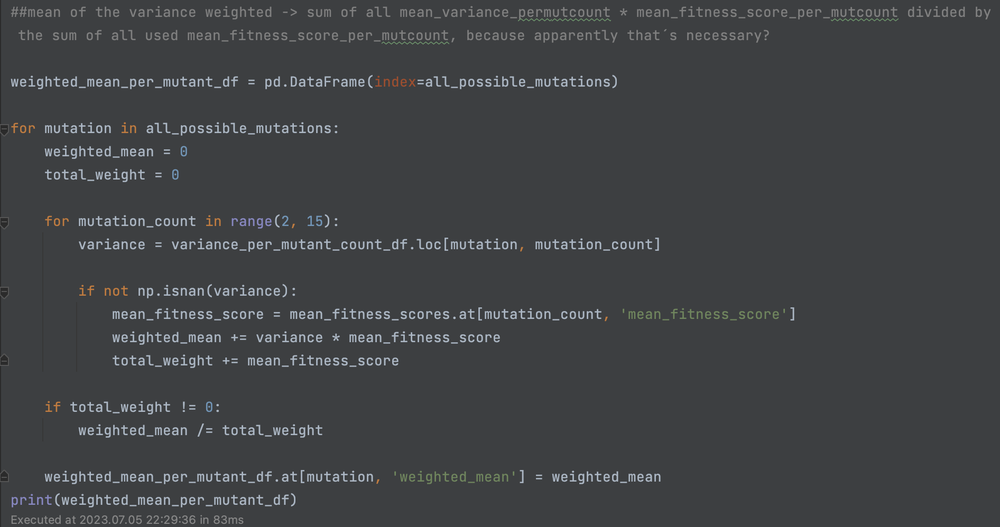 ##mean of the variance weighted -> sum of all mean_variance_permutcount * mean_fitness_score_per_mutcount divided by
 the sum of all used mean_fitness_score_per_mutcount, because apparently that´s necessary?
weighted_mean_per_mutant_df = pd.DataFrame(index=all_possible_mutations)
for mutation in all_possible_mutations:
    weighted_mean = 0
    total_weight = 0
    for mutation_count in range(2, 15):
        variance = variance_per_mutant_count_df.loc[mutation, mutation_count]
        if not np.isnan(variance):
            mean_fitness_score = mean_fitness_scores.at[mutation_count, 'mean_fitness_score']
            weighted_mean += variance * mean_fitness_score
            total_weight += mean_fitness_score
    if total_weight != 0:
        weighted_mean /= total_weight
    weighted_mean_per_mutant_df.at[mutation, 'weighted_mean'] = weighted_mean
print(weighted_mean_per_mutant_df)
Executed at 2023.07.05 22:29:36 in 83ms